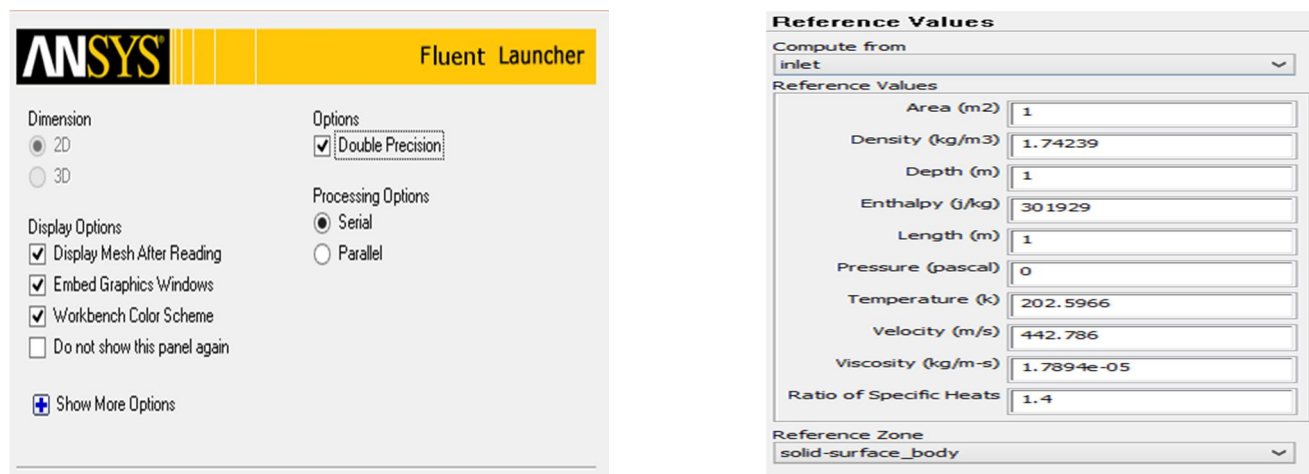 ANSYS®
Fluent Launcher
Dimension
2D
3D
Display Options
Display Mesh After Reading
Embed Graphics Windows
Workbench Color Scheme
Do not show this panel again
Show More Options
Options
Double Precision
Processing Options
Serial
Parallel
Reference Values
Compute from
inlet
Reference Values
Area (m2) 1
Density (kg/m3) 1.74239
Depth (m) 1
Enthalpy (j/kg) 301929
Length (m) 1
Pressure (pascal) 0
Temperature (k) 202.5966
Velocity (m/s) 442.786
Viscosity (kg/m-s) 1.7894e-05
Ratio of Specific Heats 1.4
Reference Zone
solid-surface_body